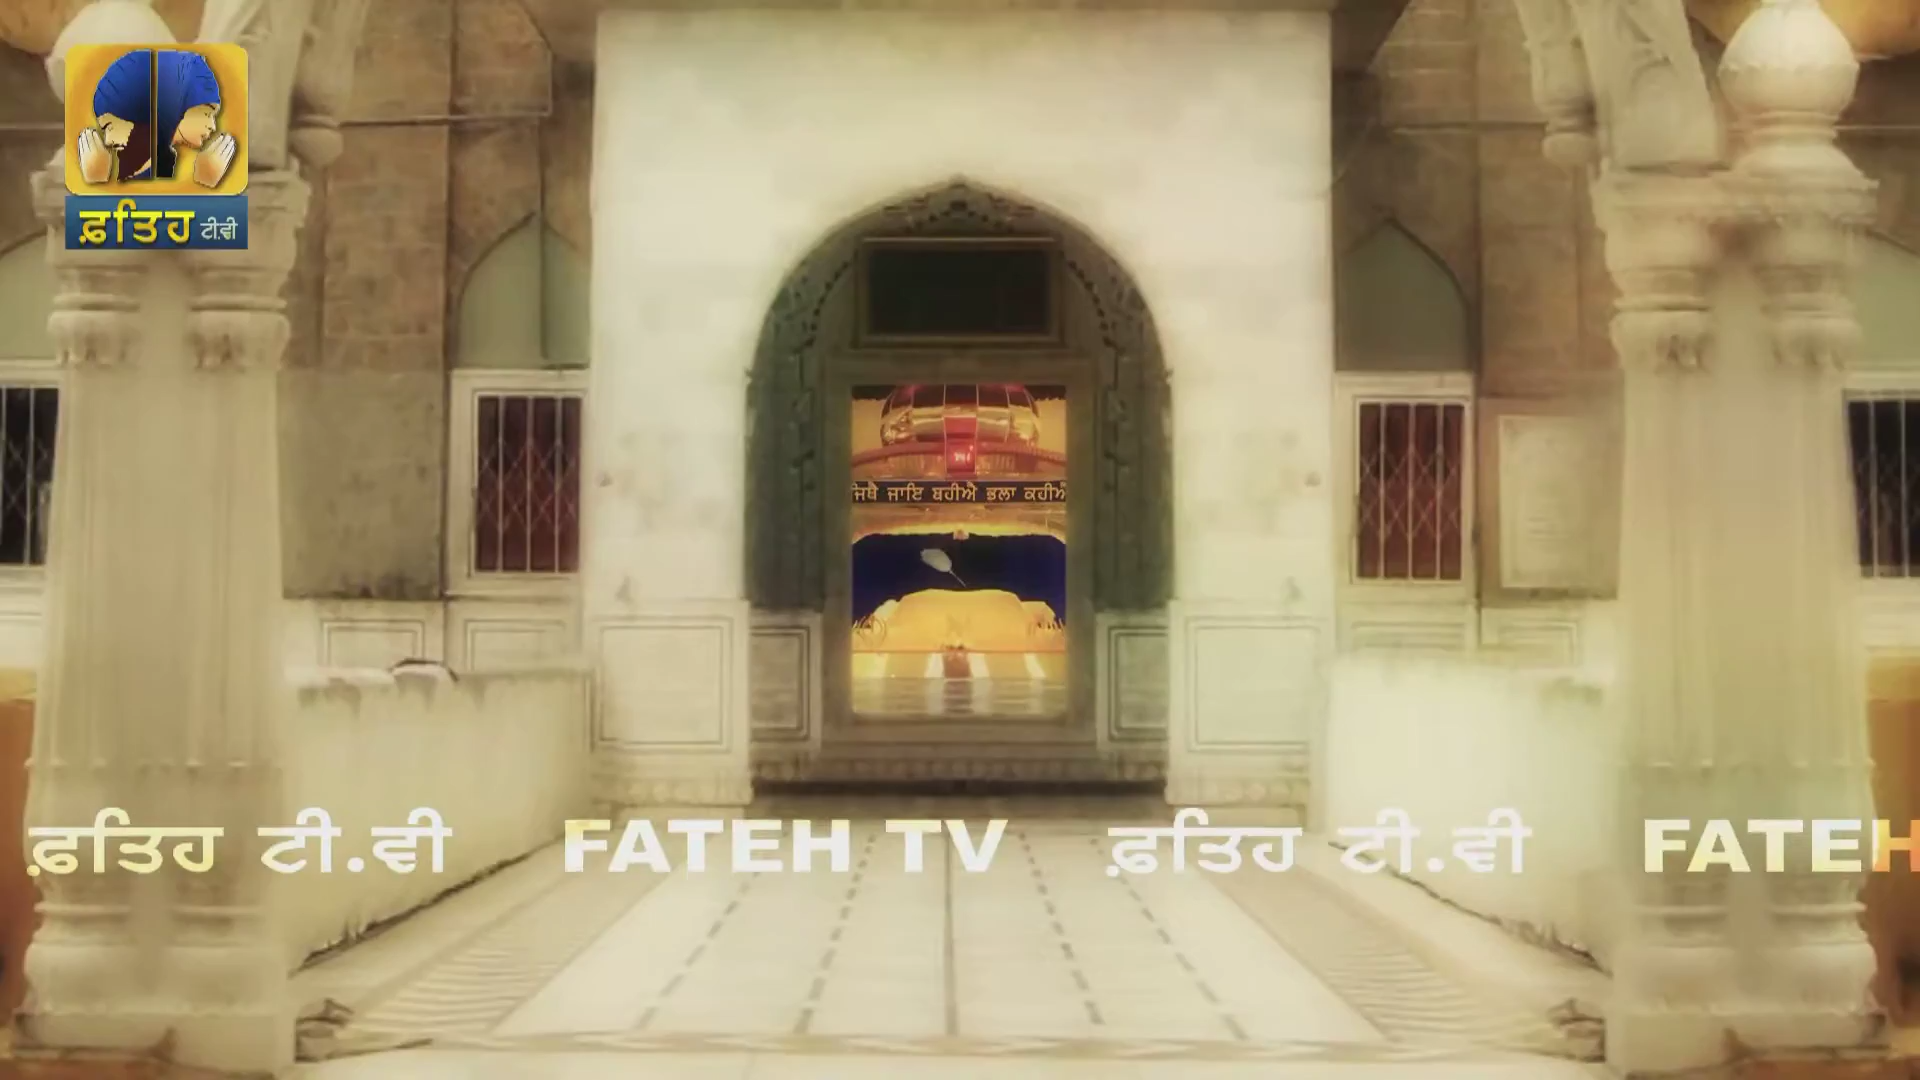 ਫ਼ਤਿਹ ਟੀ.ਵੀ
ਜਿਥੈ ਜਾਇ ਬਹੀਐ ਭਲਾ ਕਹੀਐ
ਫ਼ਤਿਹ ਟੀ.ਵੀ FATEH TV ਫ਼ਤਿਹ ਟੀ.ਵੀ FATEH